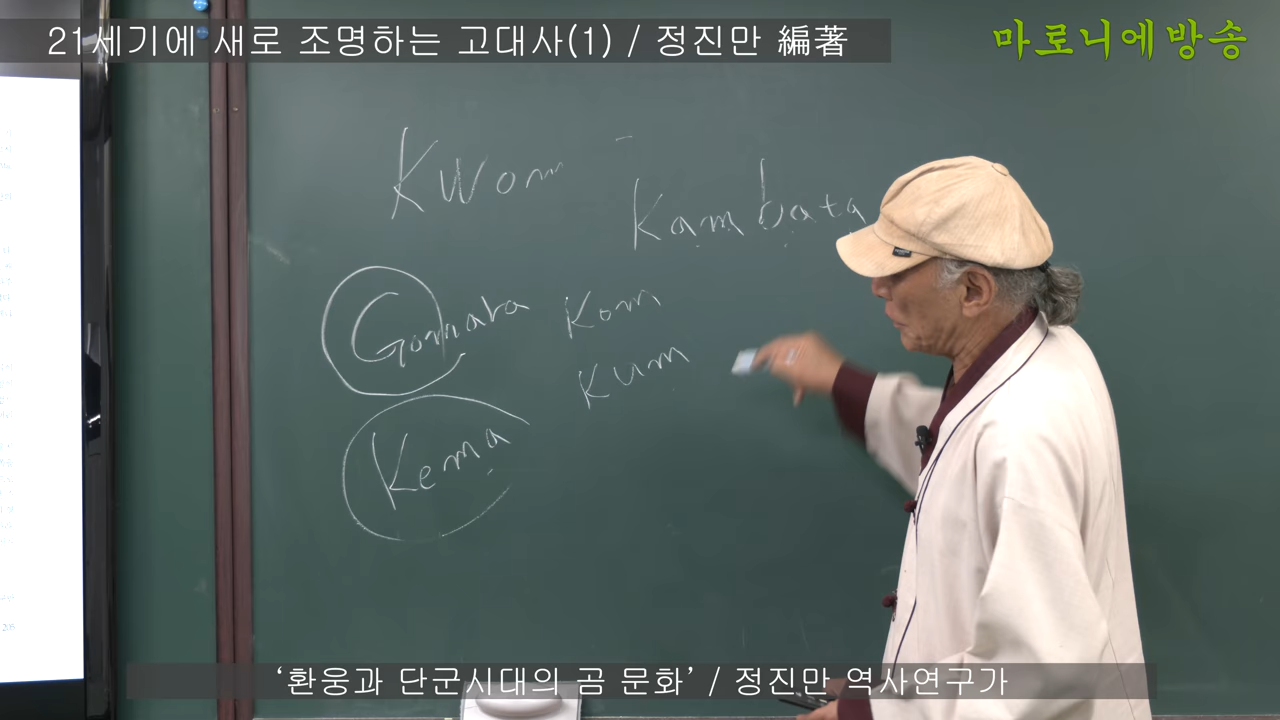 21세기에 새로 조명하는 고대사(1) / 정진만 編著
마로니에방송
Kwom
Kambata
Gomata
Kom
Kum
Kema
‘환웅과 단군시대의 곰 문화’ / 정진만 역사연구가